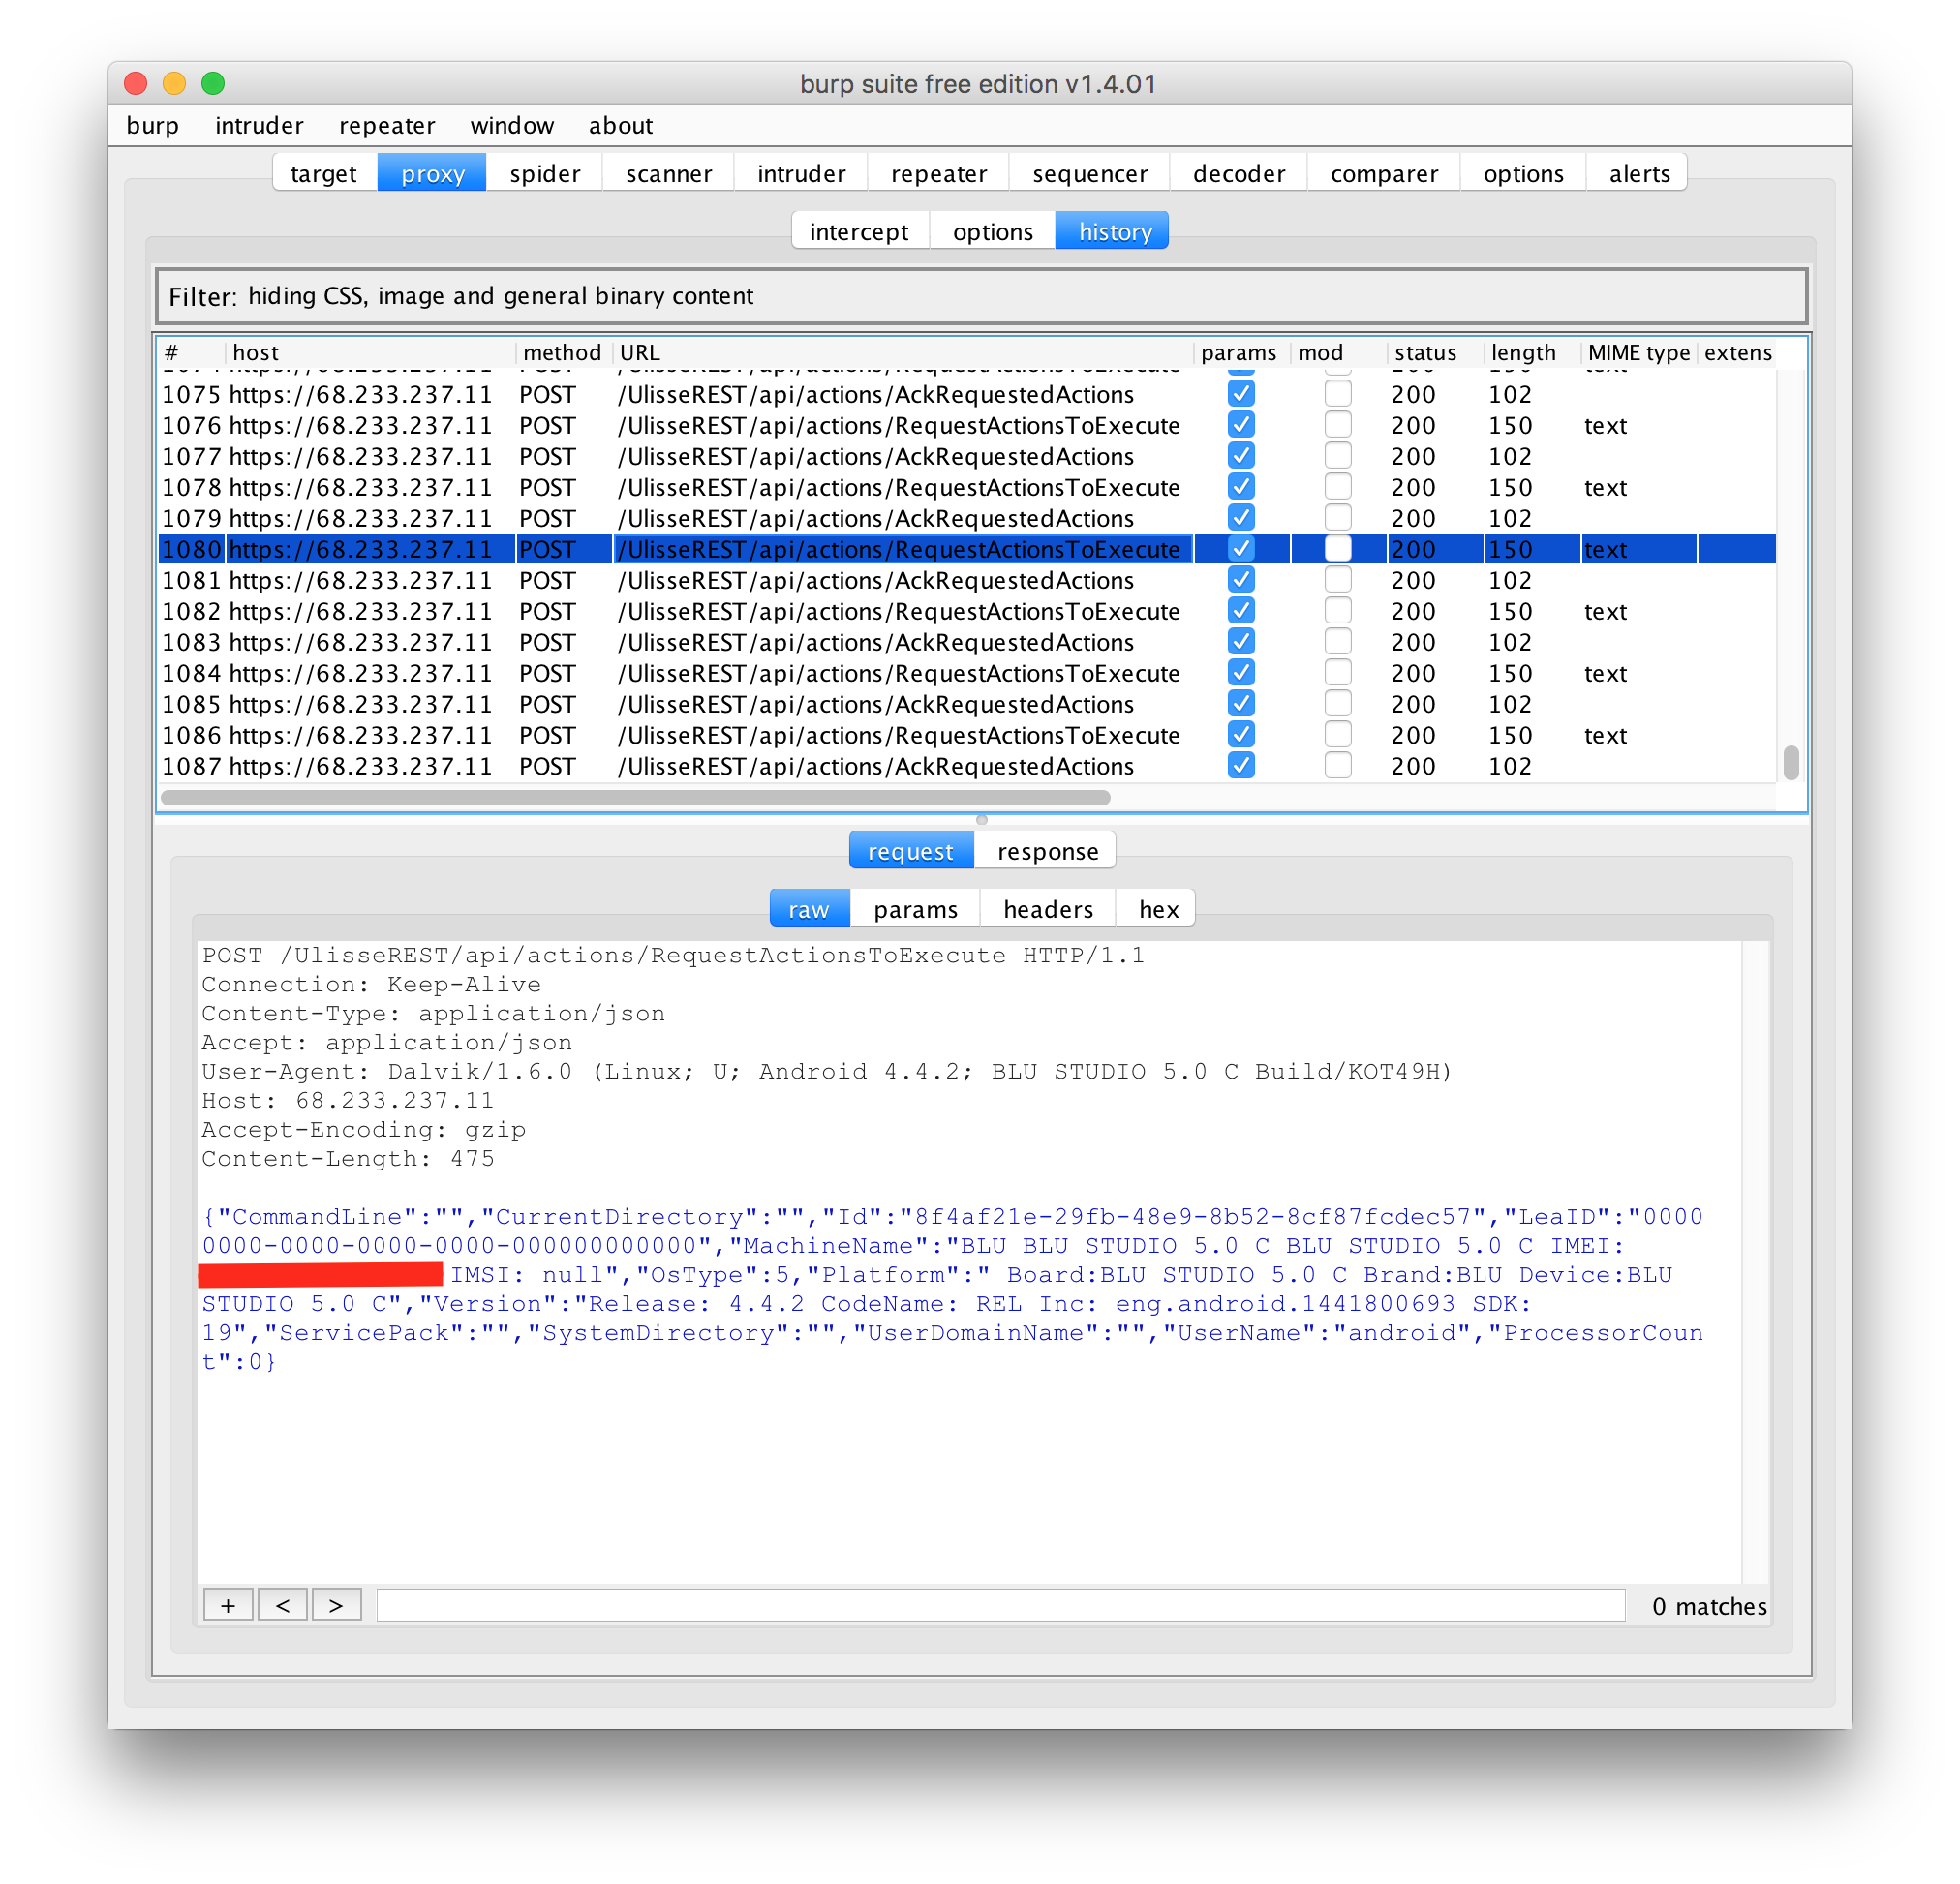 burp suite free edition v1.4.01
burp intruder repeater window about
target proxy spider scanner intruder repeater sequencer decoder comparer options alerts
intercept options history
Filter: hiding CSS, image and general binary content
# host method URL params mod status length MIME type extens
1075 https://68.233.237.11 POST /UlisseREST/api/actions/AckRequestedActions 200 102
1076 https://68.233.237.11 POST /UlisseREST/api/actions/RequestActionsToExecute 200 150 text
1077 https://68.233.237.11 POST /UlisseREST/api/actions/AckRequestedActions 200 102
1078 https://68.233.237.11 POST /UlisseREST/api/actions/RequestActionsToExecute 200 150 text
1079 https://68.233.237.11 POST /UlisseREST/api/actions/AckRequestedActions 200 102
1080 https://68.233.237.11 POST /UlisseREST/api/actions/RequestActionsToExecute 200 150 text
1081 https://68.233.237.11 POST /UlisseREST/api/actions/AckRequestedActions 200 102
1082 https://68.233.237.11 POST /UlisseREST/api/actions/RequestActionsToExecute 200 150 text
1083 https://68.233.237.11 POST /UlisseREST/api/actions/AckRequestedActions 200 102
1084 https://68.233.237.11 POST /UlisseREST/api/actions/RequestActionsToExecute 200 150 text
1085 https://68.233.237.11 POST /UlisseREST/api/actions/AckRequestedActions 200 102
1086 https://68.233.237.11 POST /UlisseREST/api/actions/RequestActionsToExecute 200 150 text
1087 https://68.233.237.11 POST /UlisseREST/api/actions/AckRequestedActions 200 102
request response
raw params headers hex
POST /UlisseREST/api/actions/RequestActionsToExecute HTTP/1.1
Connection: Keep-Alive
Content-Type: application/json
Accept: application/json
User-Agent: Dalvik/1.6.0 (Linux; U; Android 4.4.2; BLU STUDIO 5.0 C Build/KOT49H)
Host: 68.233.237.11
Accept-Encoding: gzip
Content-Length: 475
{"CommandLine":"","CurrentDirectory":"","Id":"8f4af21e-29fb-48e9-8b52-8cf87fcdec57","LeaID":"0000
0000-0000-0000-0000-000000000000","MachineName":"BLU BLU STUDIO 5.0 C BLU STUDIO 5.0 C IMEI:
IMSI: null","OsType":5,"Platform":" Board:BLU STUDIO 5.0 C Brand:BLU Device:BLU
STUDIO 5.0 C","Version":"Release: 4.4.2 CodeName: REL Inc: eng.android.1441800693 SDK:
19","ServicePack":"","SystemDirectory":"","UserDomainName":"","UserName":"android","ProcessorCoun
t":0}
+ < > 0 matches